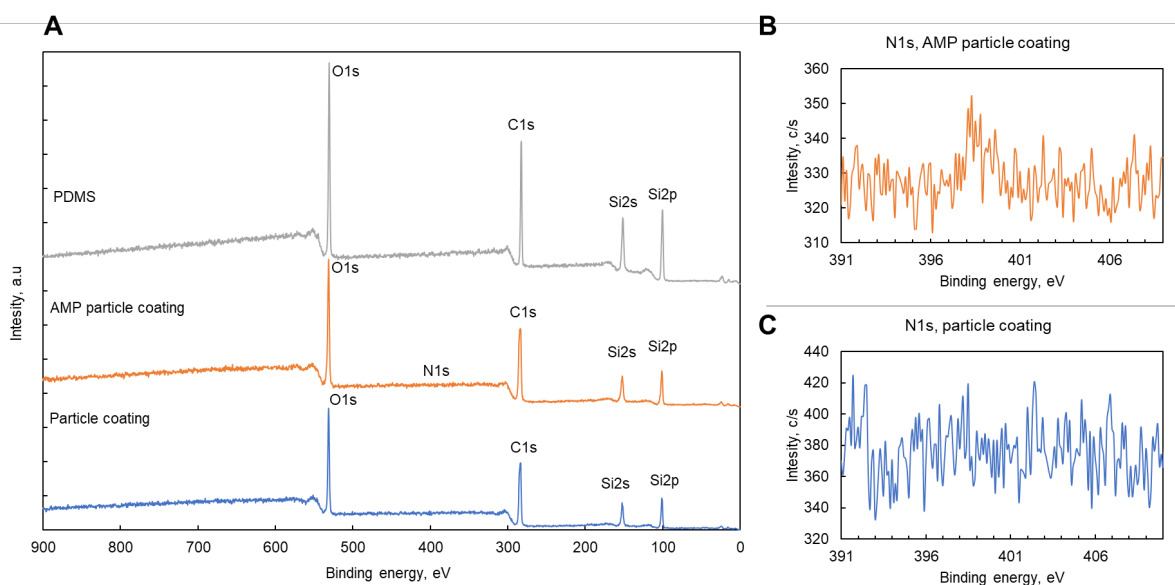 A
O1s
C1s
Si2s
Si2p
PDMS
O1s
AMP particle coating
C1s
Si2s
Si2p
N1s
Particle coating
O1s
C1s
Si2s
Si2p
Intesity, a.u
900 800 700 600 500 400 300 200 100 0
Binding energy, eV
B
N1s, AMP particle coating
360
350
340
330
320
310
Intesity, c/s
391 396 401 406
Binding energy, eV
C
N1s, particle coating
440
420
400
380
360
340
320
Intesity, c/s
391 396 401 406
Binding energy, eV